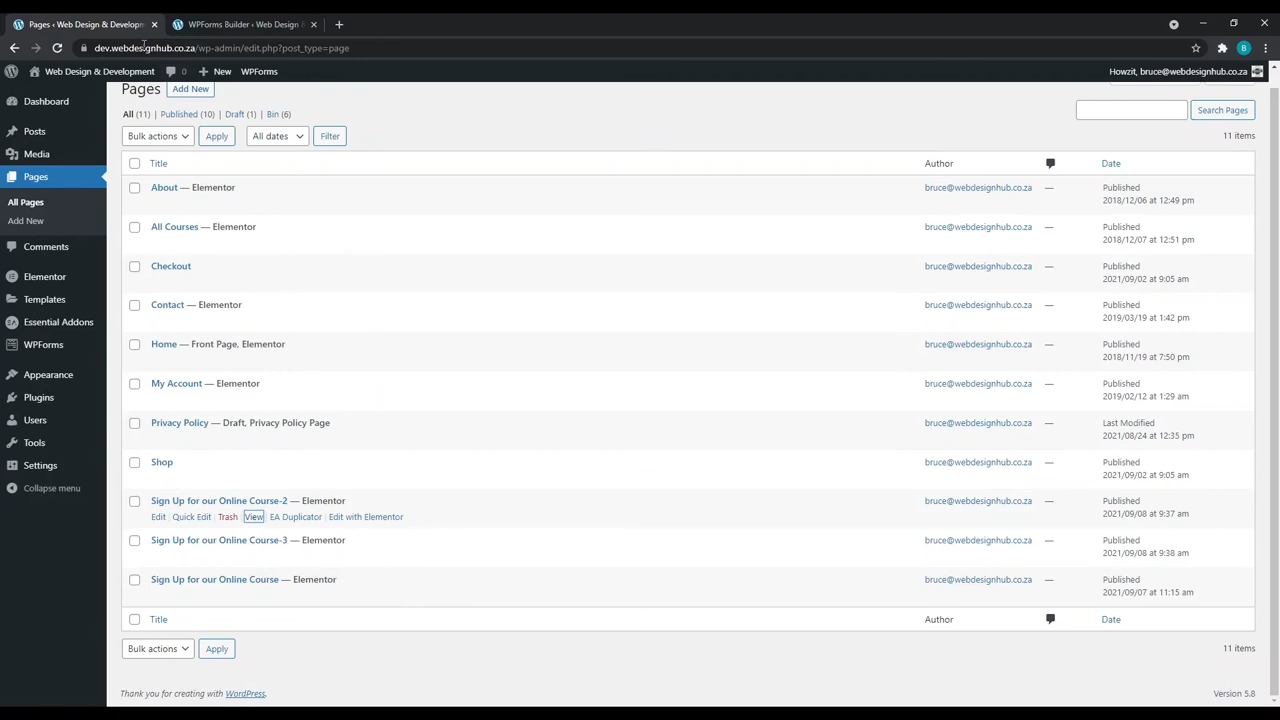 Pages ‹ Web Design & Develop
WPForms Builder ‹ Web Design &
dev.webdesignhub.co.za/wp-admin/edit.php?post_type=page
B
Web Design & Development 0 New WPForms
Howzit, bruce@webdesignhub.co.za
Dashboard
Posts
Media
Pages
All Pages
Add New
Comments
Elementor
Templates
EA Essential Addons
WPForms
Appearance
Plugins
Users
Tools
Settings
Collapse menu
Pages Add New
All (11) | Published (10) | Draft (1) | Bin (6)
Search Pages
Bulk actions Apply All dates Filter
11 items
Title Author Date
About — Elementor bruce@webdesignhub.co.za — Published
2018/12/06 at 12:49 pm
All Courses — Elementor bruce@webdesignhub.co.za — Published
2018/12/07 at 12:51 pm
Checkout bruce@webdesignhub.co.za — Published
2021/09/02 at 9:05 am
Contact — Elementor bruce@webdesignhub.co.za — Published
2019/03/19 at 1:42 pm
Home — Front Page, Elementor bruce@webdesignhub.co.za — Published
2018/11/19 at 7:50 pm
My Account — Elementor bruce@webdesignhub.co.za — Published
2019/02/12 at 1:29 am
Privacy Policy — Draft, Privacy Policy Page bruce@webdesignhub.co.za — Last Modified
2021/08/24 at 12:35 pm
Shop bruce@webdesignhub.co.za — Published
2021/09/02 at 9:05 am
Sign Up for our Online Course-2 — Elementor bruce@webdesignhub.co.za — Published
2021/09/08 at 9:37 am
Edit | Quick Edit | Trash | View | EA Duplicator | Edit with Elementor
Sign Up for our Online Course-3 — Elementor bruce@webdesignhub.co.za — Published
2021/09/08 at 9:38 am
Sign Up for our Online Course — Elementor bruce@webdesignhub.co.za — Published
2021/09/07 at 11:15 am
Title Author Date
Bulk actions Apply
11 items
Thank you for creating with WordPress.
Version 5.8